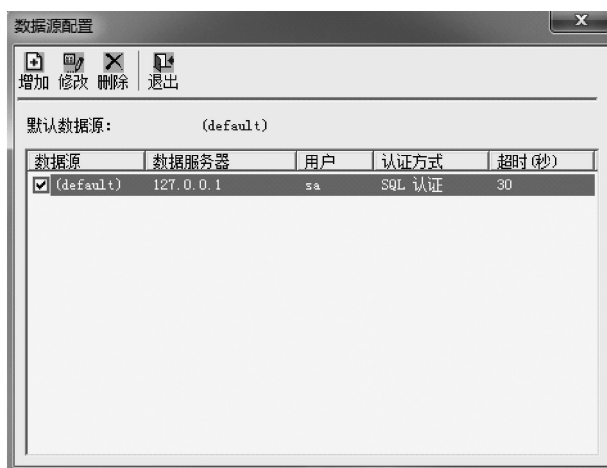 数据源配置
增加 修改 删除 退出
默认数据源: (default)
数据源 数据服务器 用户 认证方式 超时(秒)
(default) 127.0.0.1 sa SQL 认证 30